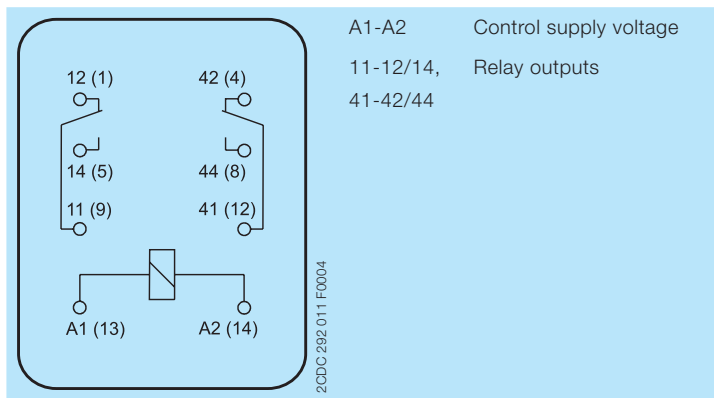 12 (1)
42 (4)
14 (5)
44 (8)
11 (9)
41 (12)
A1 (13)
A2 (14)
2CDC 292 011 F0004
A1-A2 Control supply voltage
11-12/14, Relay outputs
41-42/44